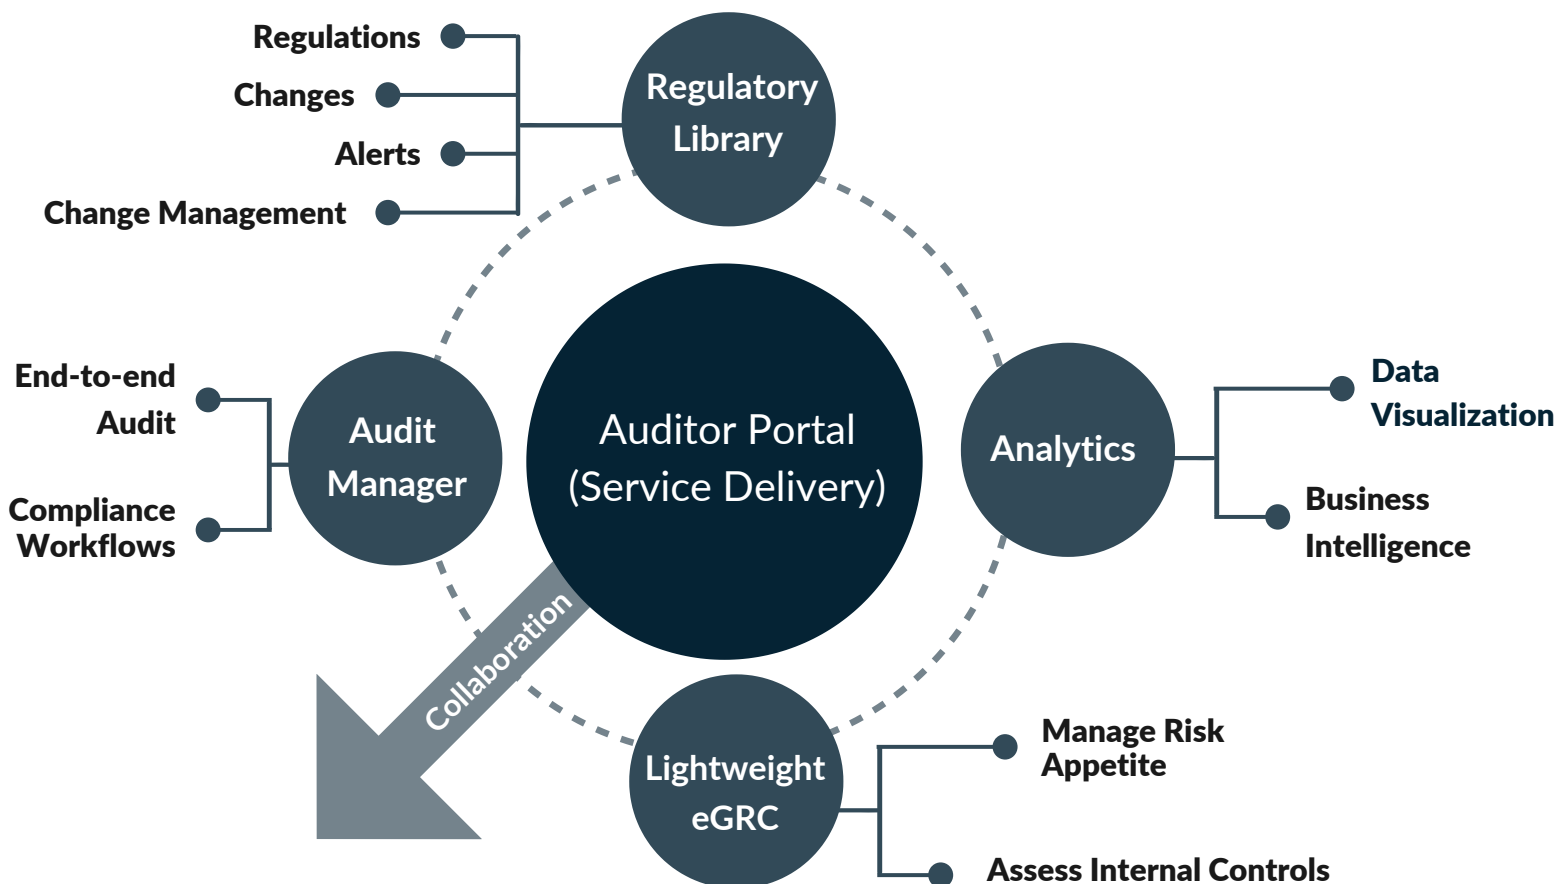 Regulations
Changes
Alerts
Change Management
Regulatory
Library
End-to-end
Audit
Compliance
Workflows
Audit
Manager
Auditor Portal
(Service Delivery)
Analytics
Data
Visualization
Business
Intelligence
Collaboration
Lightweight
eGRC
Manage Risk
Appetite
Assess Internal Controls